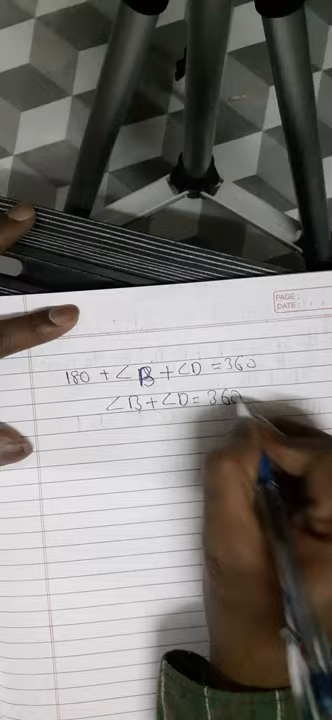 PAGE:
DATE:
180 + ∠B + ∠D = 360
∠B + ∠D = 360